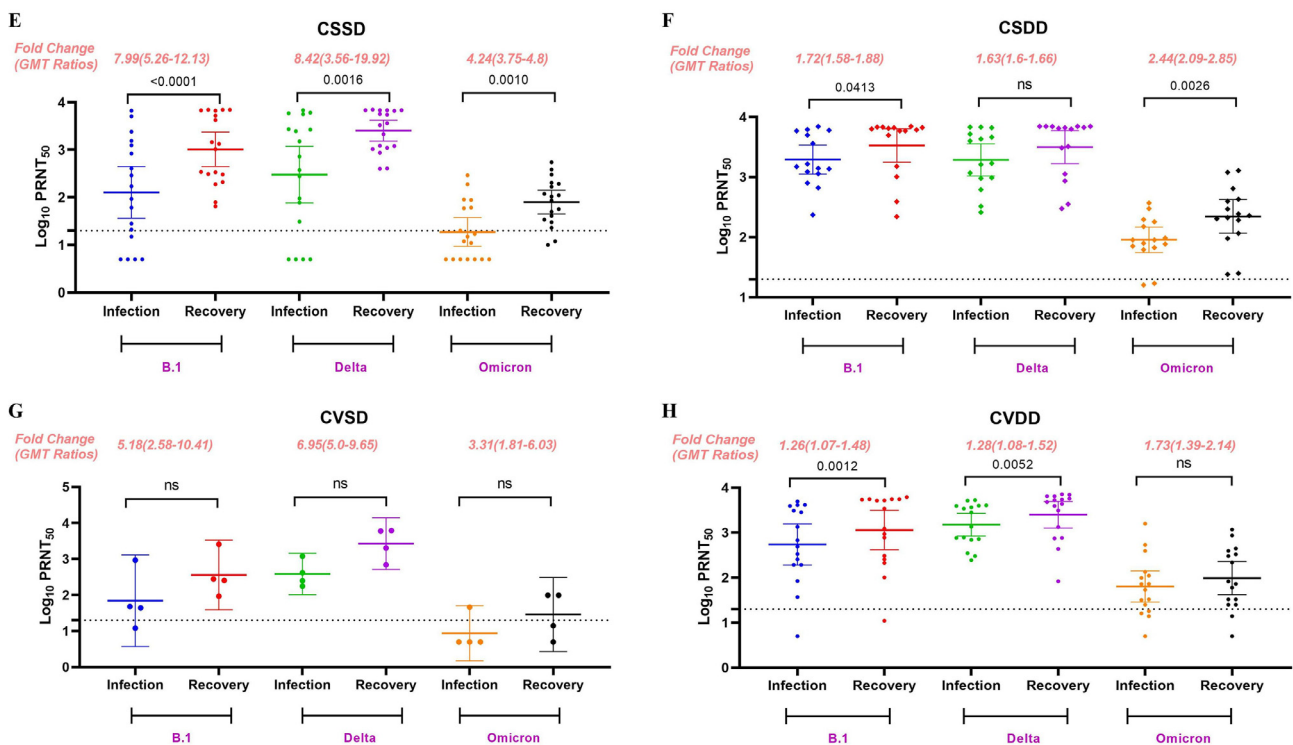 E
CSSD
Fold Change
(GMT Ratios)
7.99(5.26-12.13) 8.42(3.56-19.92) 4.24(3.75-4.8)
<0.0001 0.0016 0.0010
Log10 PRNT50
4
3
2
1
0
Infection Recovery Infection Recovery Infection Recovery
B.1 Delta Omicron
F
CSDD
Fold Change
(GMT Ratios)
1.72(1.58-1.88) 1.63(1.6-1.66) 2.44(2.09-2.85)
0.0413 ns 0.0026
Log10 PRNT50
4
3
2
1
Infection Recovery Infection Recovery Infection Recovery
B.1 Delta Omicron
G
CVSD
Fold Change
(GMT Ratios)
5.18(2.58-10.41) 6.95(5.0-9.65) 3.31(1.81-6.03)
ns ns ns
Log10 PRNT50
5
4
3
2
1
0
Infection Recovery Infection Recovery Infection Recovery
B.1 Delta Omicron
H
CVDD
Fold Change
(GMT Ratios)
1.26(1.07-1.48) 1.28(1.08-1.52) 1.73(1.39-2.14)
0.0012 0.0052 ns
Log10 PRNT50
4
3
2
1
0
Infection Recovery Infection Recovery Infection Recovery
B.1 Delta Omicron